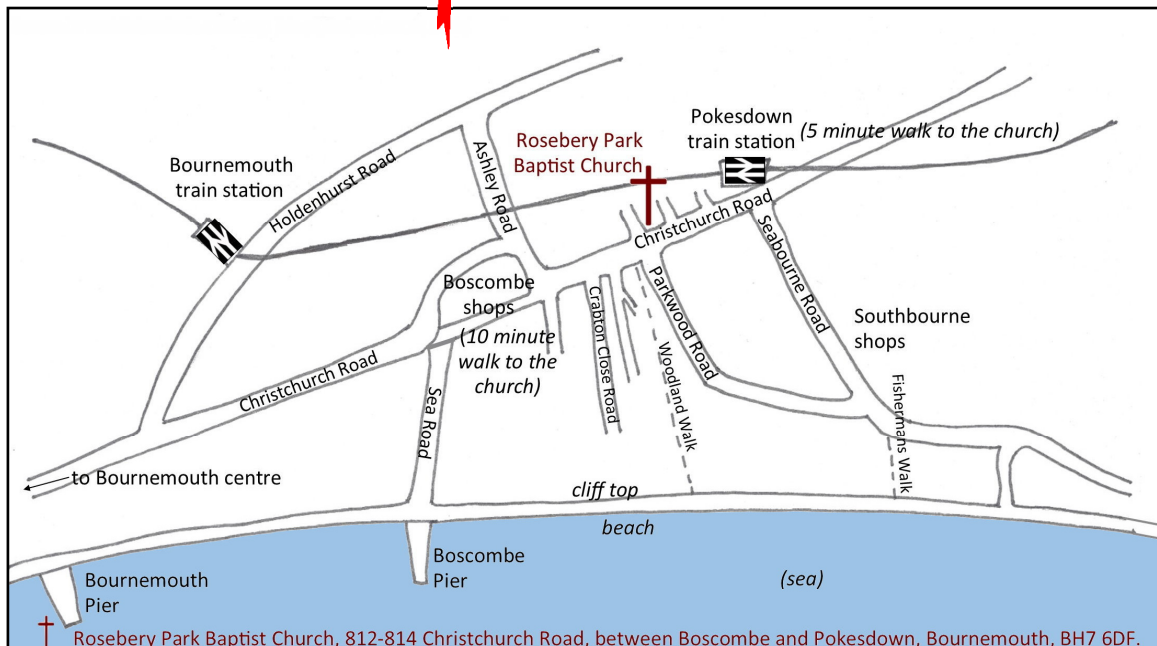 Pokesdown
train station
(5 minute walk to the church)
Rosebery Park
Baptist Church
Bournemouth
train station
Holdenhurst Road
Ashley Road
Christchurch Road
Seabourne Road
Boscombe
shops
(10 minute
walk to the
church)
Crabton Close Road
Parkwood Road
Woodland Walk
Southbourne
shops
Fishermans Walk
Christchurch Road
Sea Road
to Bournemouth centre
cliff top
beach
Boscombe
Pier
(sea)
Bournemouth
Pier
Rosebery Park Baptist Church, 812-814 Christchurch Road, between Boscombe and Pokesdown, Bournemouth, BH7 6DF.